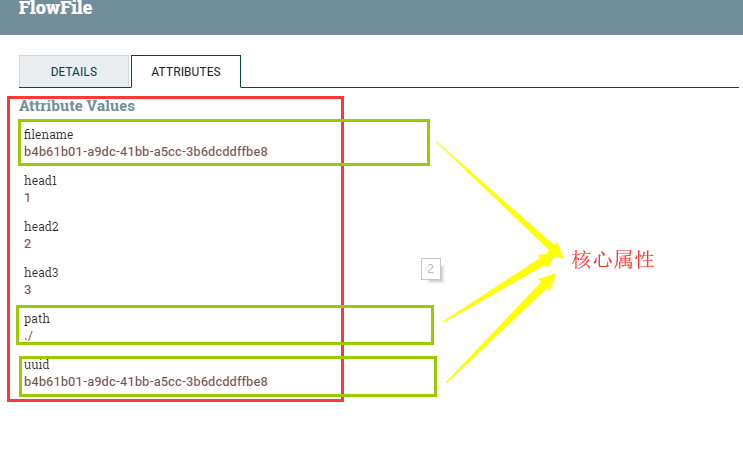 FlowFile
DETAILS
ATTRIBUTES
Attribute Values
filename
b4b61b01-a9dc-41bb-a5cc-3b6dcddffbe8
head1
1
head2
2
head3
3
path
./
uuid
b4b61b01-a9dc-41bb-a5cc-3b6dcddffbe8
2
核心属性